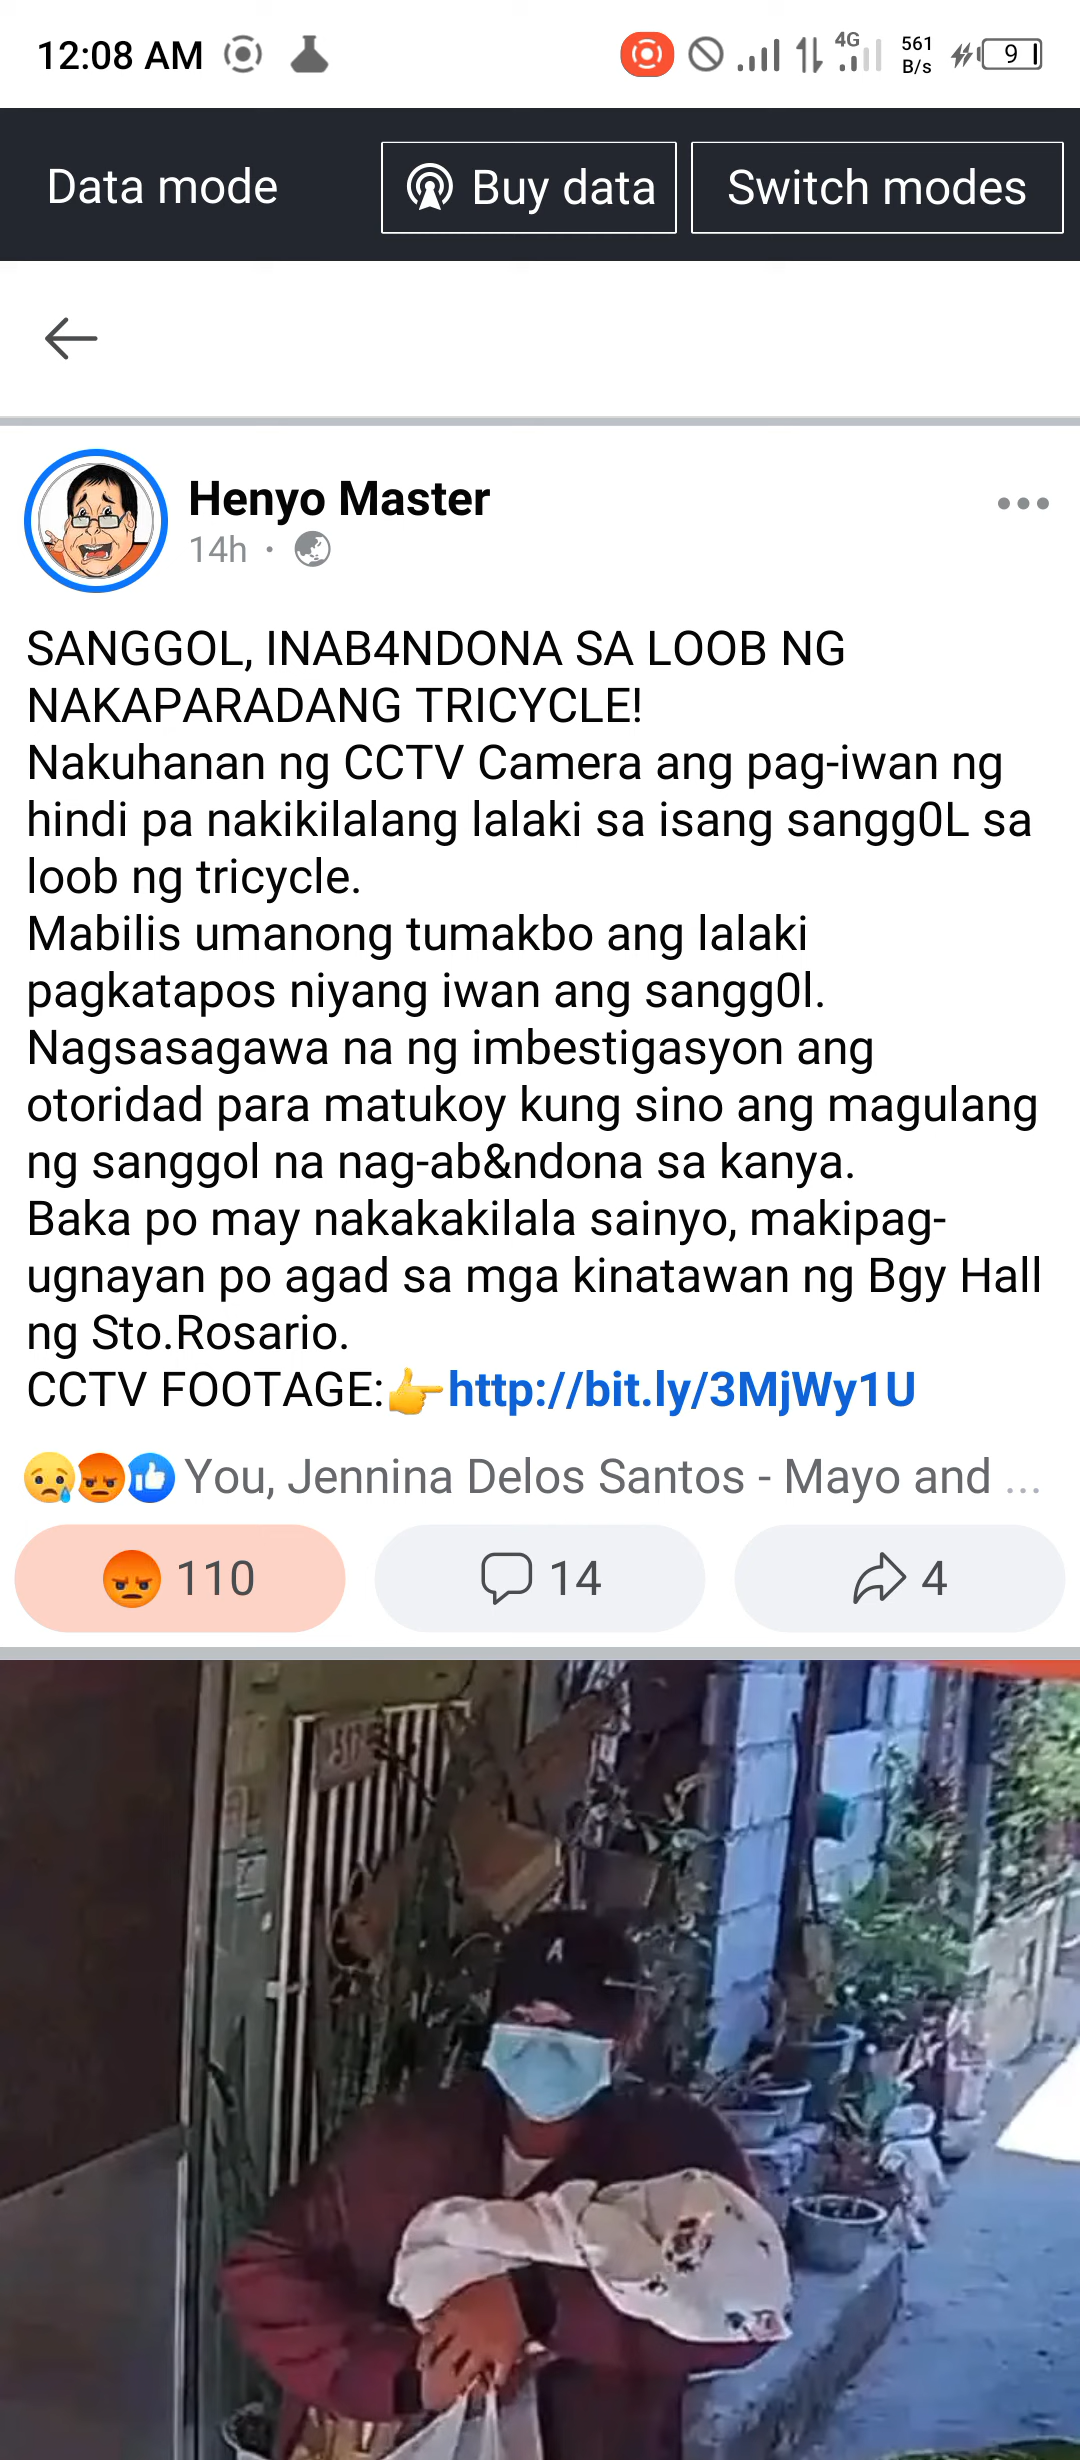 12:08 AM
4G
561
B/s
9
Data mode
Buy data
Switch modes
Henyo Master
14h ·
SANGGOL, INAB4NDONA SA LOOB NG
NAKAPARADANG TRICYCLE!
Nakuhanan ng CCTV Camera ang pag-iwan ng
hindi pa nakikilalang lalaki sa isang sangg0L sa
loob ng tricycle.
Mabilis umanong tumakbo ang lalaki
pagkatapos niyang iwan ang sangg0l.
Nagsasagawa na ng imbestigasyon ang
otoridad para matukoy kung sino ang magulang
ng sanggol na nag-ab&ndona sa kanya.
Baka po may nakakakilala sainyo, makipag-
ugnayan po agad sa mga kinatawan ng Bgy Hall
ng Sto.Rosario.
CCTV FOOTAGE:👉http://bit.ly/3MjWy1U
You, Jennina Delos Santos - Mayo and ...
110
14
4
A